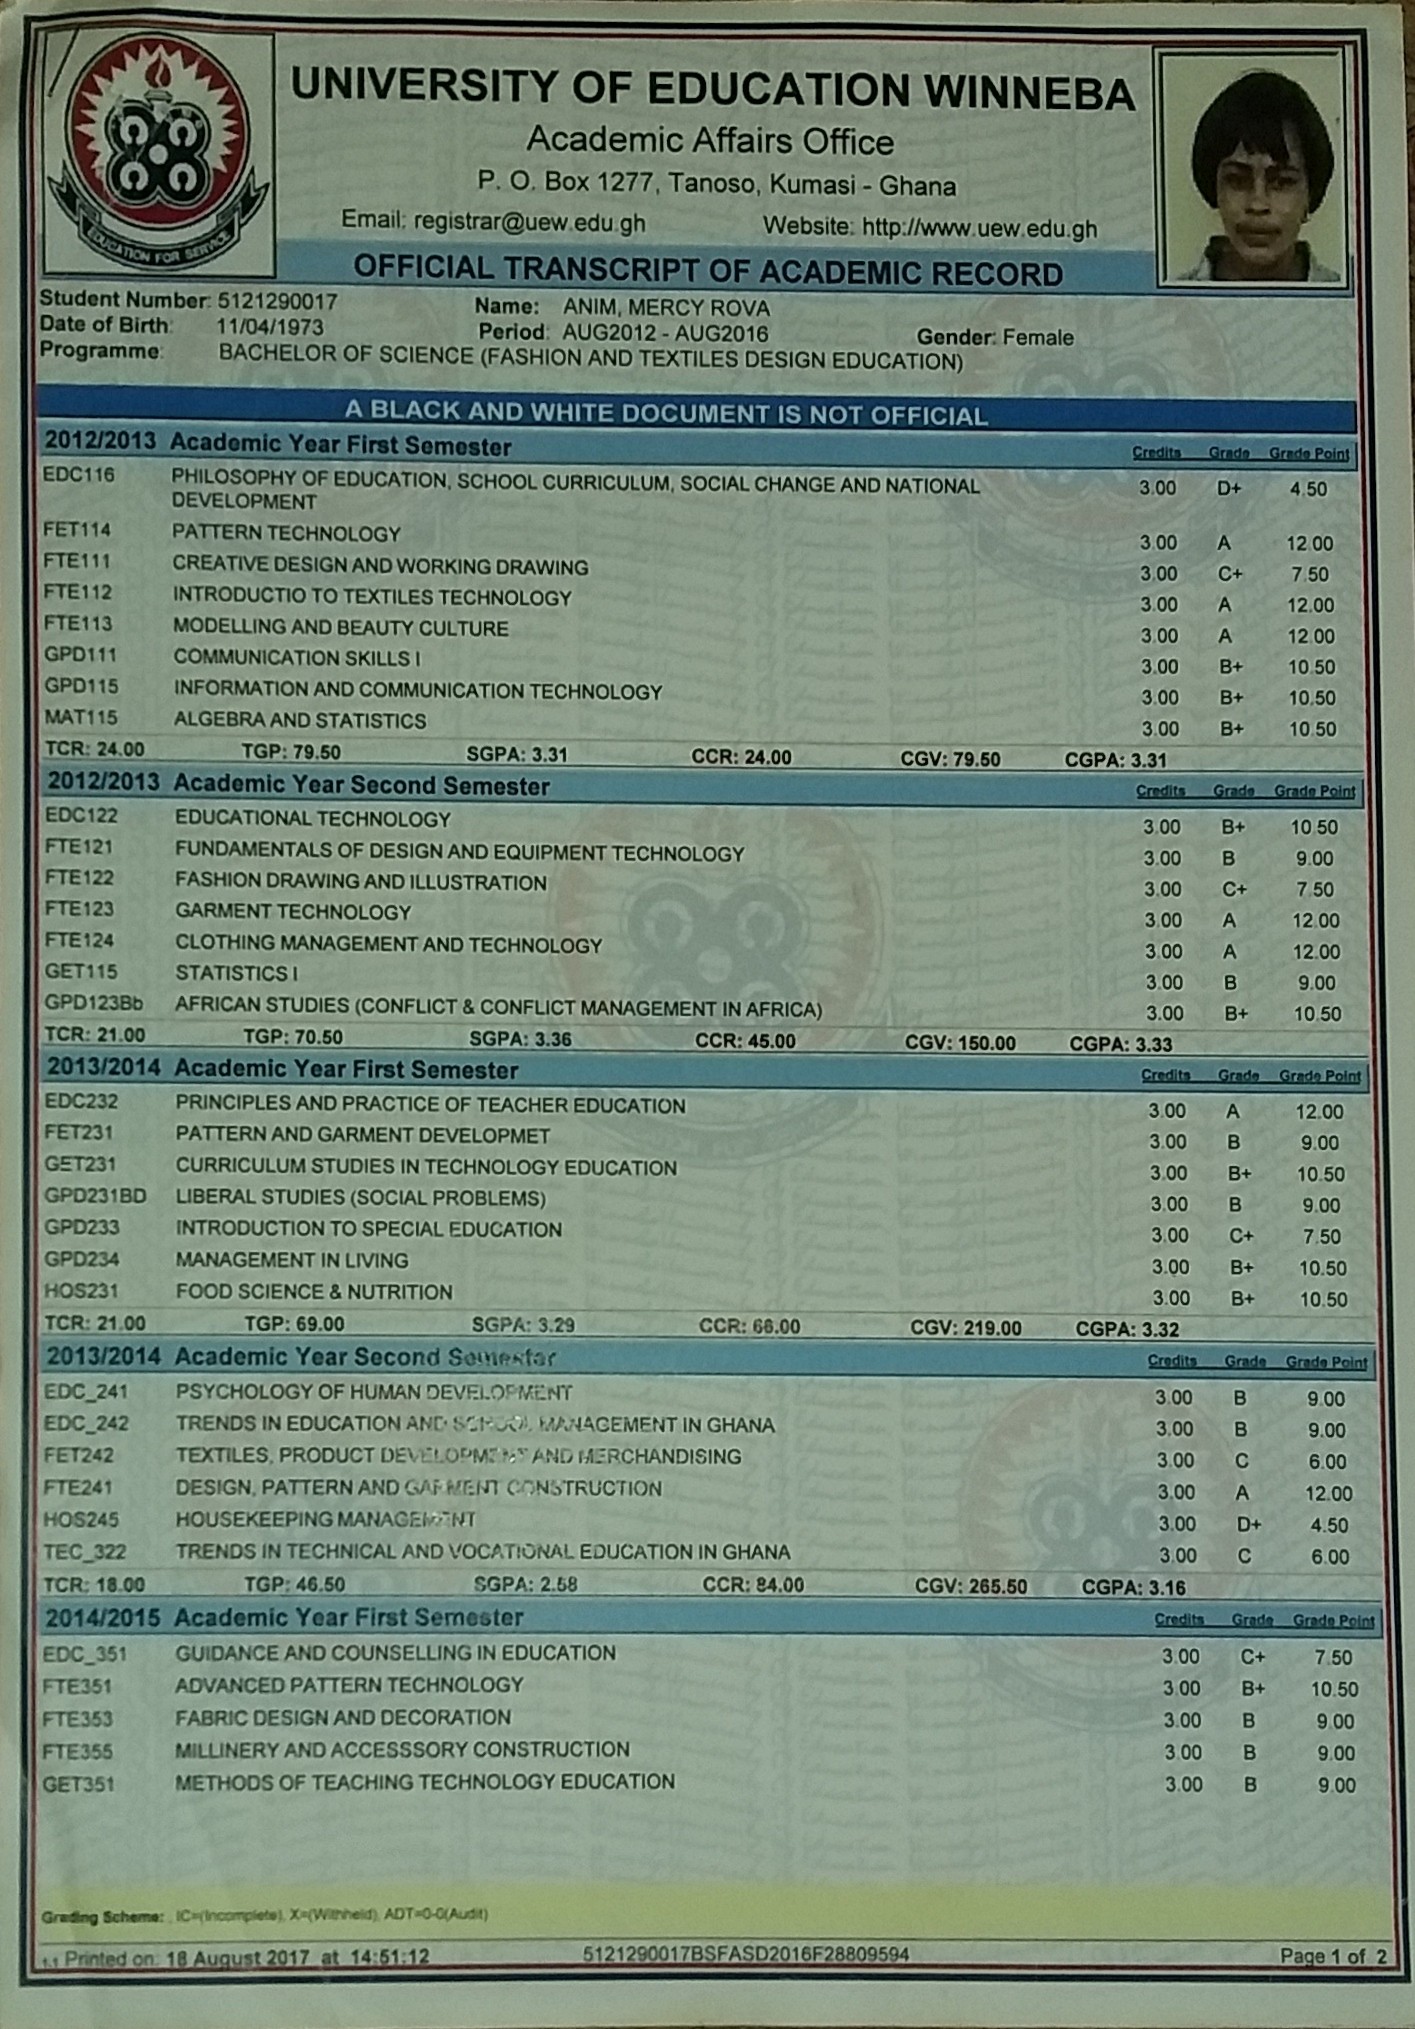 UNIVERSITY OF EDUCATION WINNEBA
Academic Affairs Office
P. O. Box 1277, Tanoso, Kumasi - Ghana
Email: registrar@uew.edu.gh Website: http://www.uew.edu.gh
EDUCATION FOR SERVICE
OFFICIAL TRANSCRIPT OF ACADEMIC RECORD
Student Number: 5121290017 Name: ANIM, MERCY ROVA
Date of Birth: 11/04/1973 Period: AUG2012 - AUG2016 Gender: Female
Programme: BACHELOR OF SCIENCE (FASHION AND TEXTILES DESIGN EDUCATION)
A BLACK AND WHITE DOCUMENT IS NOT OFFICIAL
2012/2013 Academic Year First Semester Credits Grade Grade Point
EDC116 PHILOSOPHY OF EDUCATION, SCHOOL CURRICULUM, SOCIAL CHANGE AND NATIONAL 3.00 D+ 4.50
DEVELOPMENT
FET114 PATTERN TECHNOLOGY 3.00 A 12.00
FTE111 CREATIVE DESIGN AND WORKING DRAWING 3.00 C+ 7.50
FTE112 INTRODUCTIO TO TEXTILES TECHNOLOGY 3.00 A 12.00
FTE113 MODELLING AND BEAUTY CULTURE 3.00 A 12.00
GPD111 COMMUNICATION SKILLS I 3.00 B+ 10.50
GPD115 INFORMATION AND COMMUNICATION TECHNOLOGY 3.00 B+ 10.50
MAT115 ALGEBRA AND STATISTICS 3.00 B+ 10.50
TCR: 24.00 TGP: 79.50 SGPA: 3.31 CCR: 24.00 CGV: 79.50 CGPA: 3.31
2012/2013 Academic Year Second Semester Credits Grade Grade Point
EDC122 EDUCATIONAL TECHNOLOGY 3.00 B+ 10.50
FTE121 FUNDAMENTALS OF DESIGN AND EQUIPMENT TECHNOLOGY 3.00 B 9.00
FTE122 FASHION DRAWING AND ILLUSTRATION 3.00 C+ 7.50
FTE123 GARMENT TECHNOLOGY 3.00 A 12.00
FTE124 CLOTHING MANAGEMENT AND TECHNOLOGY 3.00 A 12.00
GET115 STATISTICS I 3.00 B 9.00
GPD123Bb AFRICAN STUDIES (CONFLICT & CONFLICT MANAGEMENT IN AFRICA) 3.00 B+ 10.50
TCR: 21.00 TGP: 70.50 SGPA: 3.36 CCR: 45.00 CGV: 150.00 CGPA: 3.33
2013/2014 Academic Year First Semester Credits Grade Grade Point
EDC232 PRINCIPLES AND PRACTICE OF TEACHER EDUCATION 3.00 A 12.00
FET231 PATTERN AND GARMENT DEVELOPMET 3.00 B 9.00
GET231 CURRICULUM STUDIES IN TECHNOLOGY EDUCATION 3.00 B+ 10.50
GPD231BD LIBERAL STUDIES (SOCIAL PROBLEMS) 3.00 B 9.00
GPD233 INTRODUCTION TO SPECIAL EDUCATION 3.00 C+ 7.50
GPD234 MANAGEMENT IN LIVING 3.00 B+ 10.50
HOS231 FOOD SCIENCE & NUTRITION 3.00 B+ 10.50
TCR: 21.00 TGP: 69.00 SGPA: 3.29 CCR: 66.00 CGV: 219.00 CGPA: 3.32
2013/2014 Academic Year Second Semester Credits Grade Grade Point
EDC_241 PSYCHOLOGY OF HUMAN DEVELOPMENT 3.00 B 9.00
EDC_242 TRENDS IN EDUCATION AND SCHOOL MANAGEMENT IN GHANA 3.00 B 9.00
FET242 TEXTILES, PRODUCT DEVELOPMENT AND MERCHANDISING 3.00 C 6.00
FTE241 DESIGN, PATTERN AND GARMENT CONSTRUCTION 3.00 A 12.00
HOS245 HOUSEKEEPING MANAGEMENT 3.00 D+ 4.50
TEC_322 TRENDS IN TECHNICAL AND VOCATIONAL EDUCATION IN GHANA 3.00 C 6.00
TCR: 18.00 TGP: 46.50 SGPA: 2.58 CCR: 84.00 CGV: 265.50 CGPA: 3.16
2014/2015 Academic Year First Semester Credits Grade Grade Point
EDC_351 GUIDANCE AND COUNSELLING IN EDUCATION 3.00 C+ 7.50
FTE351 ADVANCED PATTERN TECHNOLOGY 3.00 B+ 10.50
FTE353 FABRIC DESIGN AND DECORATION 3.00 B 9.00
FTE355 MILLINERY AND ACCESSSORY CONSTRUCTION 3.00 B 9.00
GET351 METHODS OF TEACHING TECHNOLOGY EDUCATION 3.00 B 9.00
Grading Scheme: , IC=(Incomplete), X=(Withheld), ADT=0-0(Audit)
1.1 Printed on: 18 August 2017 at 14:51:12 5121290017BSFASD2016F28809594 Page 1 of 2